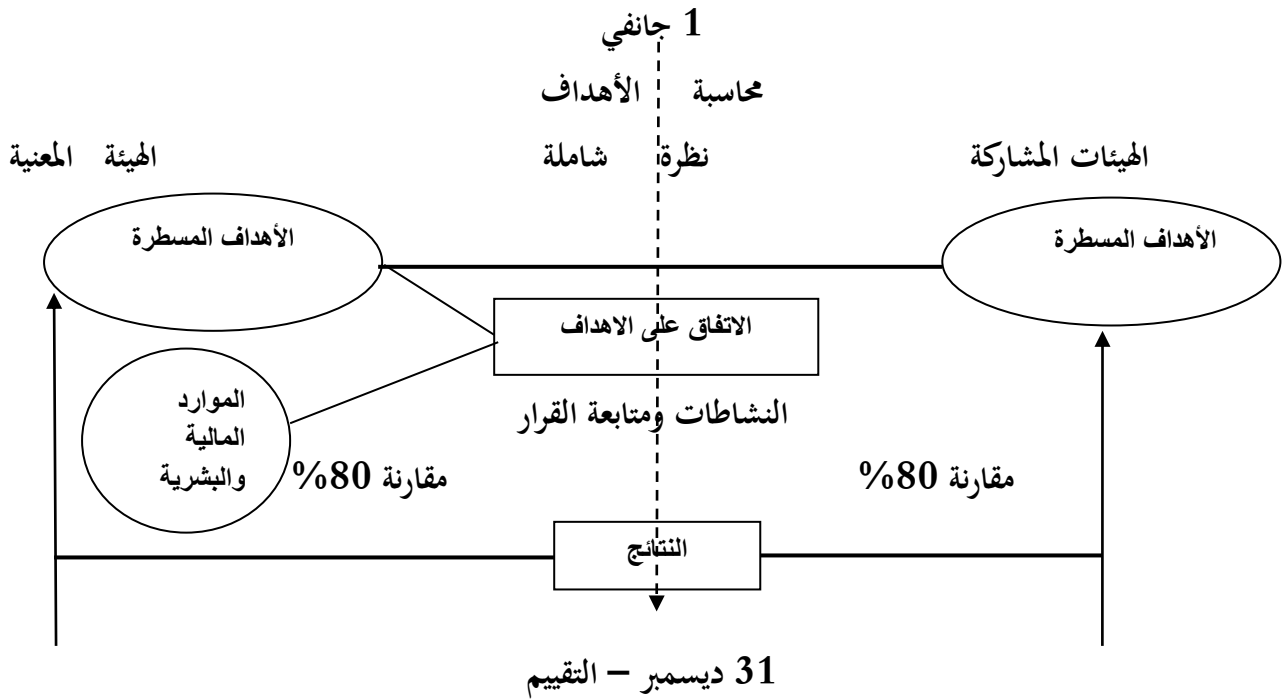 1 جانفي
محاسبة الأهداف
نظرة شاملة
الهيئات المشاركة
الهيئة المعنية
الأهداف المسطرة
الأهداف المسطرة
الاتفاق على الاهداف
النشاطات ومتابعة القرار
الموارد
المالية
والبشرية
مقارنة 80%
مقارنة 80%
النتائج
31 ديسمبر – التقييم